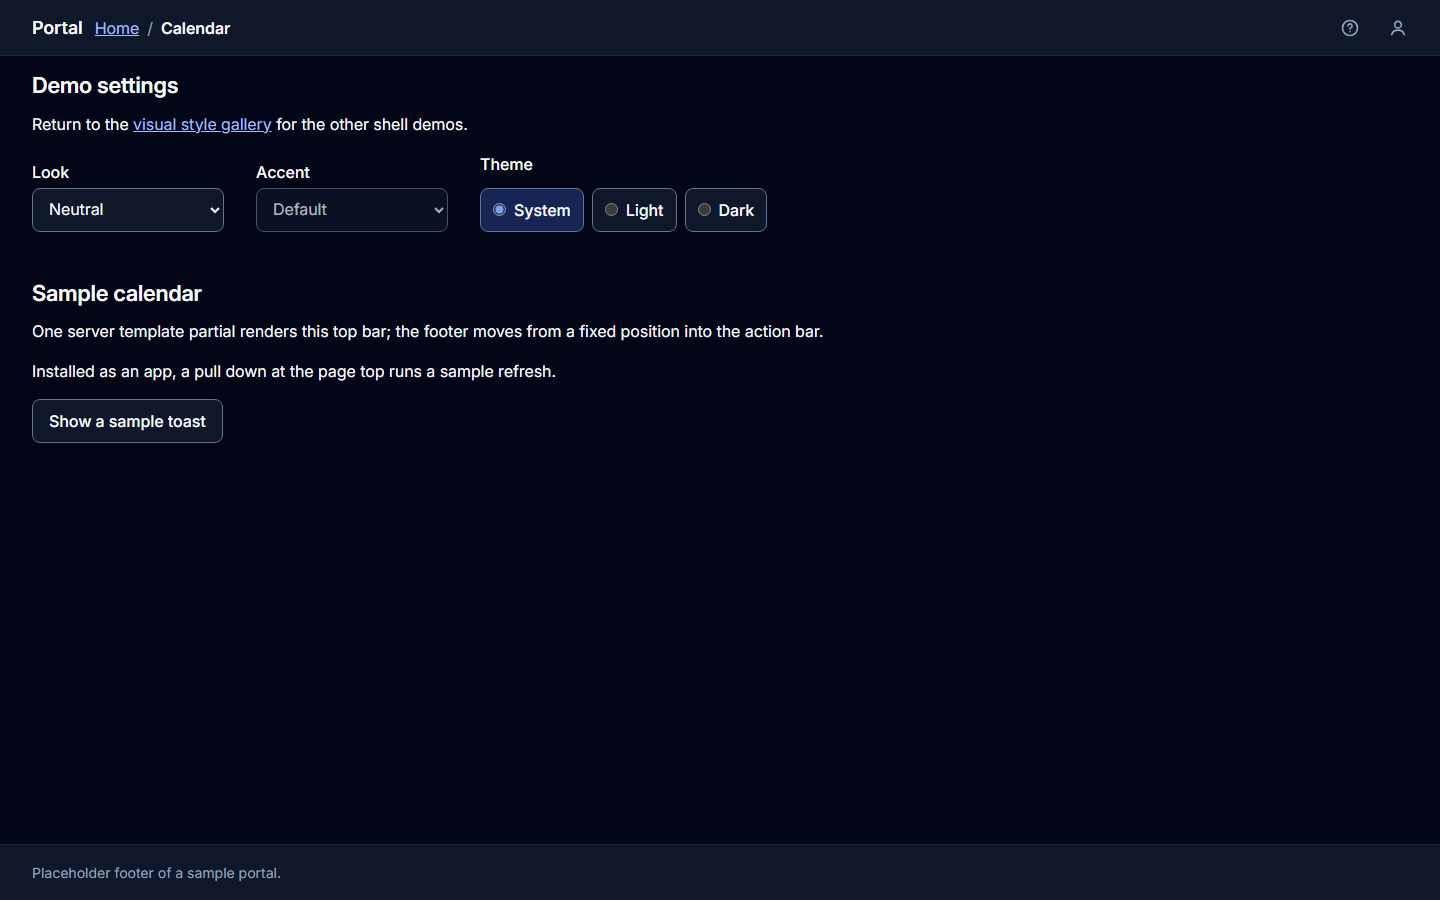 Portal Home / Calendar
Demo settings
Return to the visual style gallery for the other shell demos.
Look
Neutral
Accent
Default
Theme
System
Light
Dark
Sample calendar
One server template partial renders this top bar; the footer moves from a fixed position into the action bar.
Installed as an app, a pull down at the page top runs a sample refresh.
Show a sample toast
Placeholder footer of a sample portal.